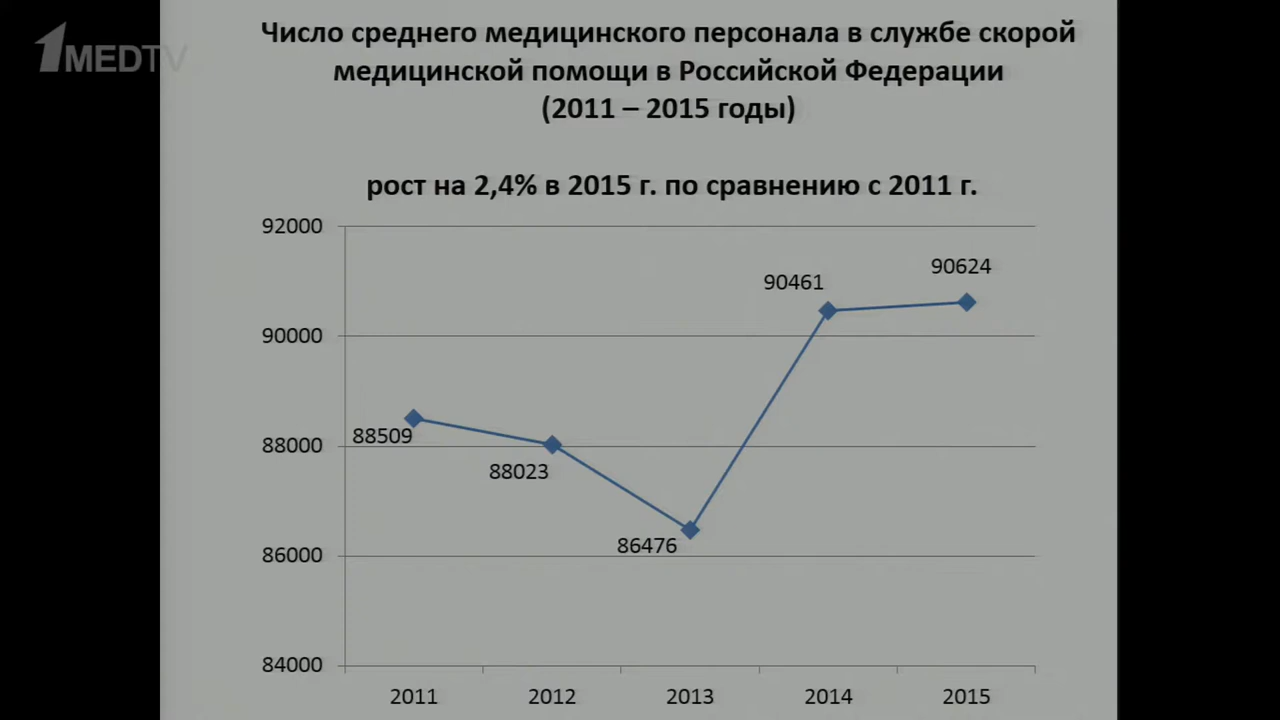 1MEDTV
Число среднего медицинского персонала в службе скорой
медицинской помощи в Российской Федерации
(2011 – 2015 годы)
рост на 2,4% в 2015 г. по сравнению с 2011 г.
92000
90624
90461
90000
88509
88000
88023
86476
86000
84000
2011 2012 2013 2014 2015